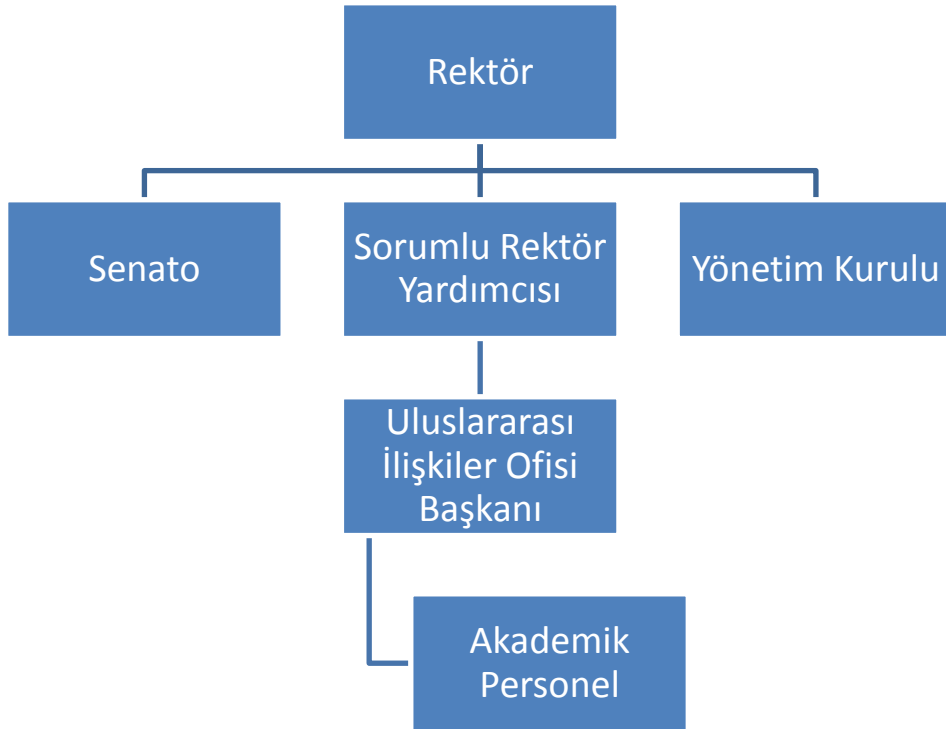 Rektör
Senato
Sorumlu Rektör
Yardımcısı
Yönetim Kurulu
Uluslararası
İlişkiler Ofisi
Başkanı
Akademik
Personel